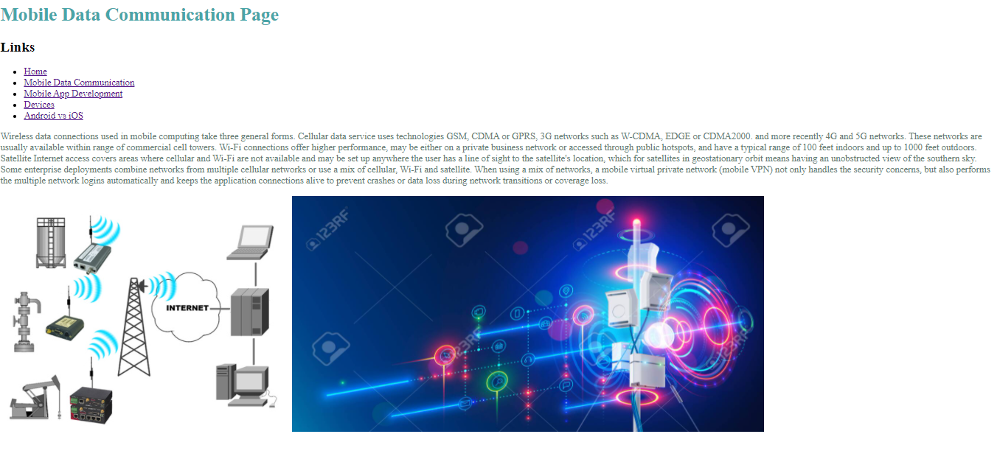 Mobile Data Communication Page
Links
Home
Mobile Data Communication
Mobile App Development
Devices
Android vs iOS
Wireless data connections used in mobile computing take three general forms. Cellular data service uses technologies GSM, CDMA or GPRS, 3G networks such as W-CDMA, EDGE or CDMA2000. and more recently 4G and 5G networks. These networks are
usually available within range of commercial cell towers. Wi-Fi connections offer higher performance, may be either on a private business network or accessed through public hotspots, and have a typical range of 100 feet indoors and up to 1000 feet outdoors.
Satellite Internet access covers areas where cellular and Wi-Fi are not available and may be set up anywhere the user has a line of sight to the satellite's location, which for satellites in geostationary orbit means having an unobstructed view of the southern sky.
Some enterprise deployments combine networks from multiple cellular networks or use a mix of cellular, Wi-Fi and satellite. When using a mix of networks, a mobile virtual private network (mobile VPN) not only handles the security concerns, but also performs
the multiple network logins automatically and keeps the application connections alive to prevent crashes or data loss during network transitions or coverage loss.
INTERNET
123RF
123RF
123RF
123RF